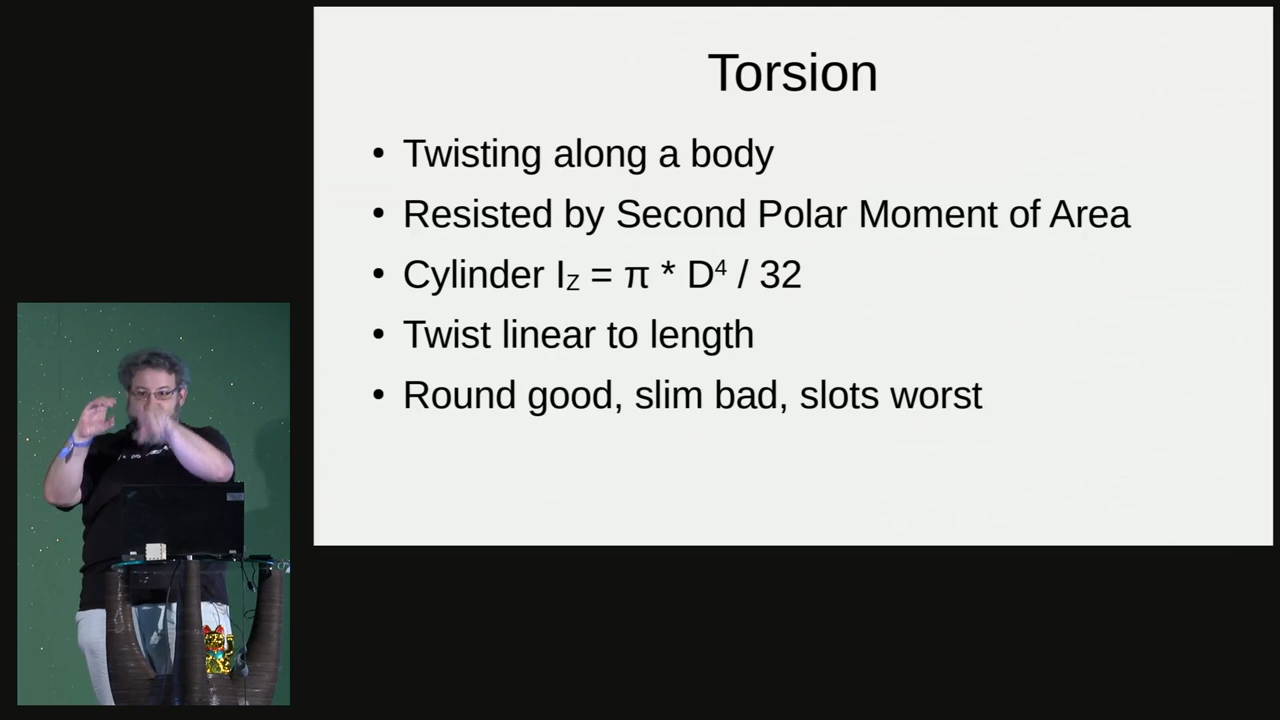 Torsion
• Twisting along a body
• Resisted by Second Polar Moment of Area
• Cylinder I_Z = π * D⁴ / 32
• Twist linear to length
• Round good, slim bad, slots worst